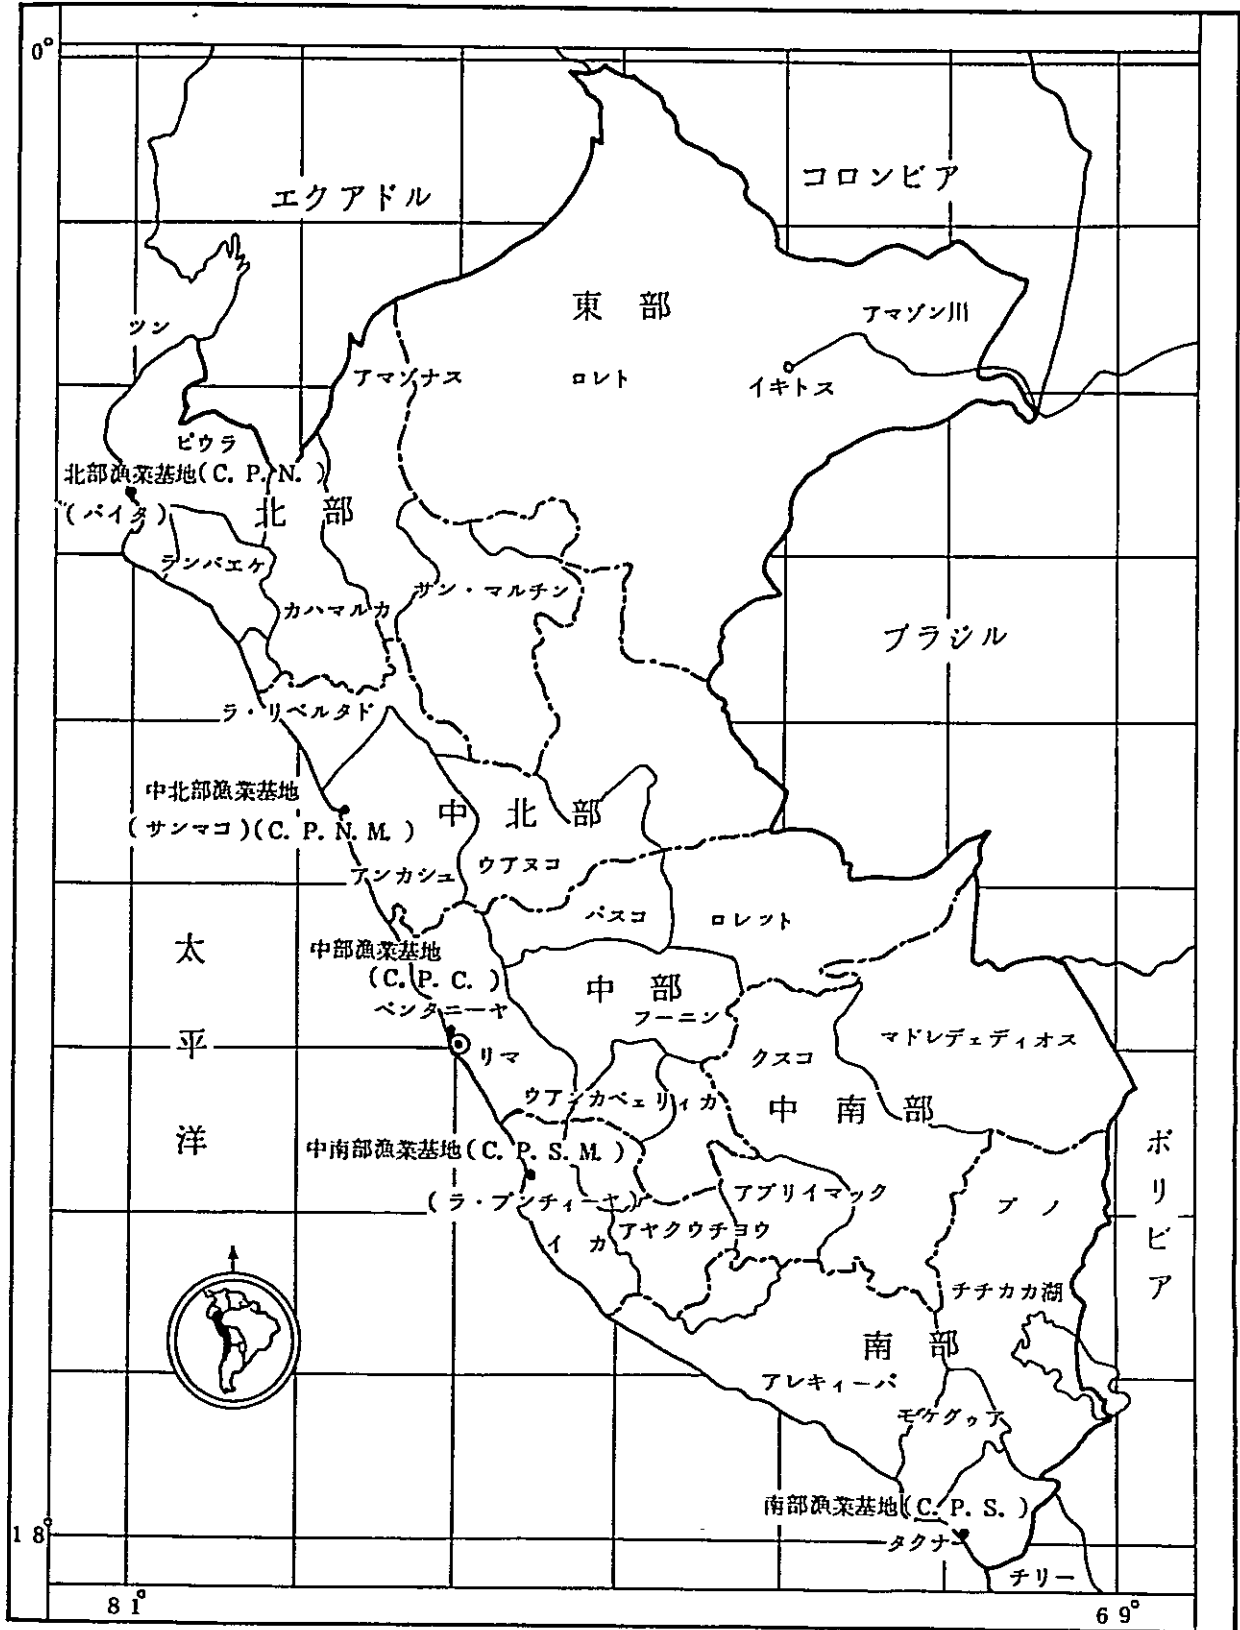 0°
エクアドル
コロンビア
東部
アマゾン川
ツン
アマゾナス
ロレト
イキトス
ピウラ
北部漁業基地(C. P. N. )
(パイタ)
北部
ランバエケ
サン・マルチン
カハマルカ
ブラジル
ラ・リベルタド
中北部漁業基地
(サンマコ)(C. P. N. M. )
中北部
アンカシュ
ウアヌコ
パスコ
ロレット
太平洋
中部漁業基地
(C. P. C. )
中部
ベンタニーヤ
フーニン
リマ
クスコ
マドレデェディオス
ウアンカベェリィカ
中南部
中南部漁業基地(C. P. S. M. )
(ラ・プンティーヤ)
アプリイマック
プノ
ボリビア
アヤクウチョウ
イカ
チチカカ湖
南部
アレキィーパ
モケグゥア
南部漁業基地(C. P. S. )
タクナ
チリー
18°
81°
69°